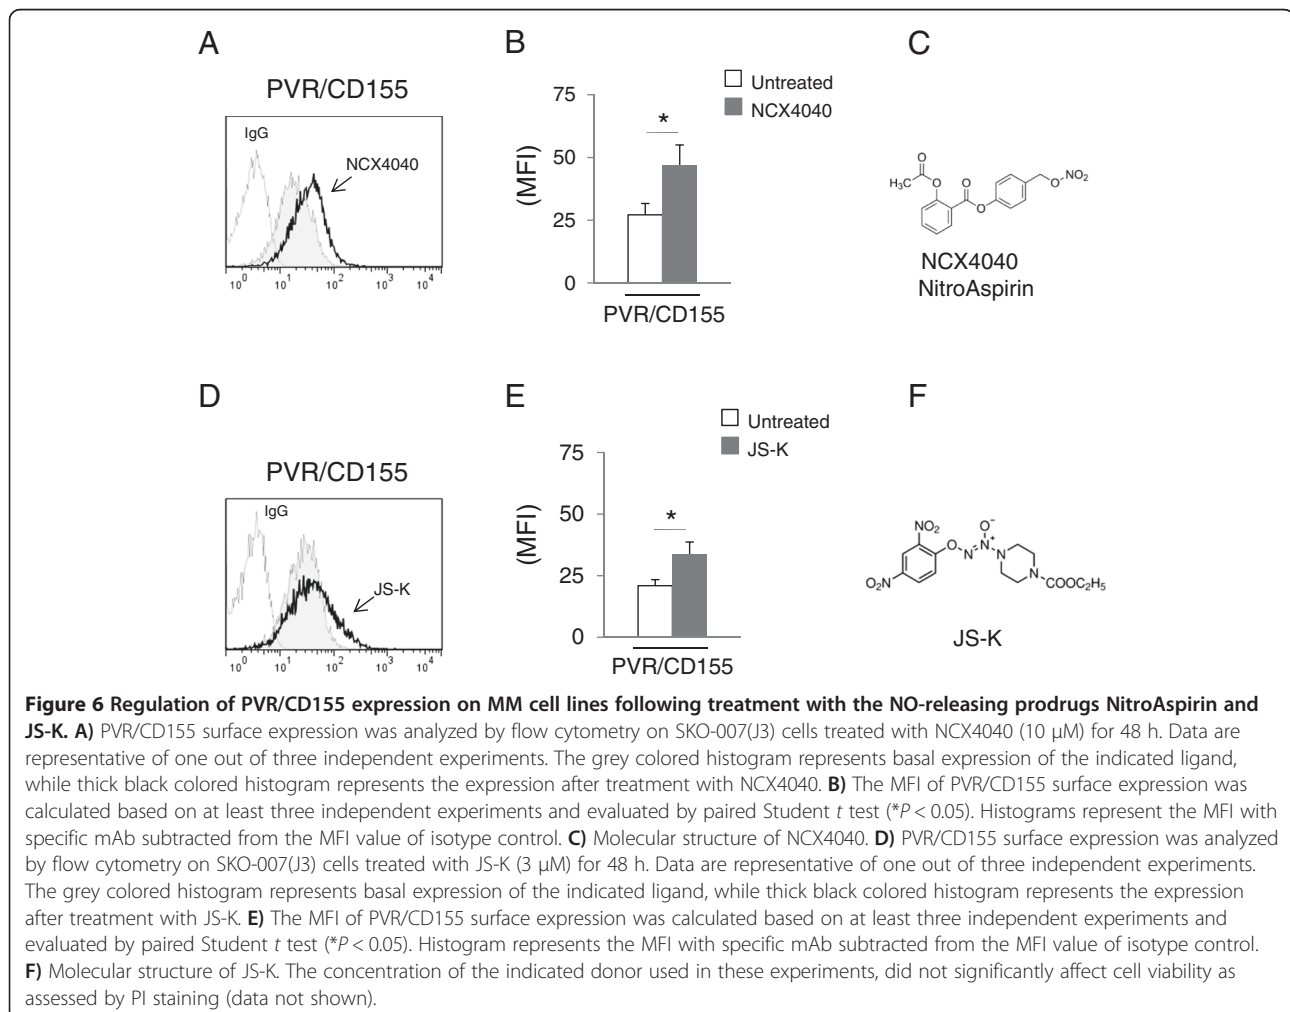 A
PVR/CD155
IgG
NCX4040
10⁰ 10¹ 10² 10³ 10⁴
B
Untreated
NCX4040
75
50
25
0
(MFI)
*
PVR/CD155
C
O
H₃C
O
O
O
O
NO₂
NCX4040
NitroAspirin
D
PVR/CD155
IgG
JS-K
10⁰ 10¹ 10² 10³ 10⁴
E
Untreated
JS-K
75
50
25
0
(MFI)
*
PVR/CD155
F
NO₂
O⁻
O
N
N⁺
N
N
COOC₂H₅
O₂N
JS-K
Figure 6 Regulation of PVR/CD155 expression on MM cell lines following treatment with the NO-releasing prodrugs NitroAspirin and
JS-K. A) PVR/CD155 surface expression was analyzed by flow cytometry on SKO-007(J3) cells treated with NCX4040 (10 μM) for 48 h. Data are
representative of one out of three independent experiments. The grey colored histogram represents basal expression of the indicated ligand,
while thick black colored histogram represents the expression after treatment with NCX4040. B) The MFI of PVR/CD155 surface expression was
calculated based on at least three independent experiments and evaluated by paired Student t test (*P < 0.05). Histograms represent the MFI with
specific mAb subtracted from the MFI value of isotype control. C) Molecular structure of NCX4040. D) PVR/CD155 surface expression was analyzed
by flow cytometry on SKO-007(J3) cells treated with JS-K (3 μM) for 48 h. Data are representative of one out of three independent experiments.
The grey colored histogram represents basal expression of the indicated ligand, while thick black colored histogram represents the expression
after treatment with JS-K. E) The MFI of PVR/CD155 surface expression was calculated based on at least three independent experiments and
evaluated by paired Student t test (*P < 0.05). Histogram represents the MFI with specific mAb subtracted from the MFI value of isotype control.
F) Molecular structure of JS-K. The concentration of the indicated donor used in these experiments, did not significantly affect cell viability as
assessed by PI staining (data not shown).